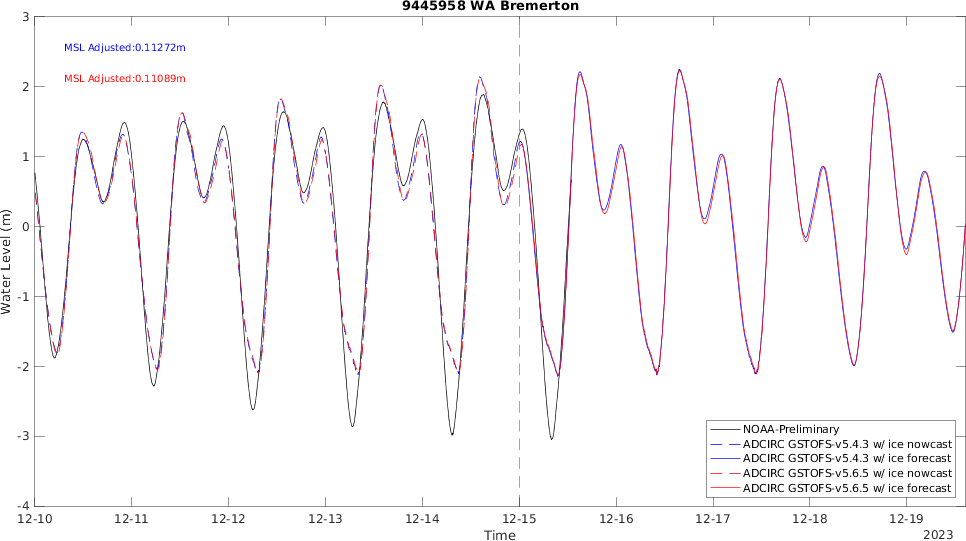 9445958 WA Bremerton
3
MSL Adjusted:0.11272m
MSL Adjusted:0.11089m
2
1
0
-1
-2
-3
-4
Water Level (m)
NOAA-Preliminary
ADCIRC GSTOFS-v5.4.3 w/ ice nowcast
ADCIRC GSTOFS-v5.4.3 w/ ice forecast
ADCIRC GSTOFS-v5.6.5 w/ ice nowcast
ADCIRC GSTOFS-v5.6.5 w/ ice forecast
12-10 12-11 12-12 12-13 12-14 12-15 12-16 12-17 12-18 12-19
Time
2023